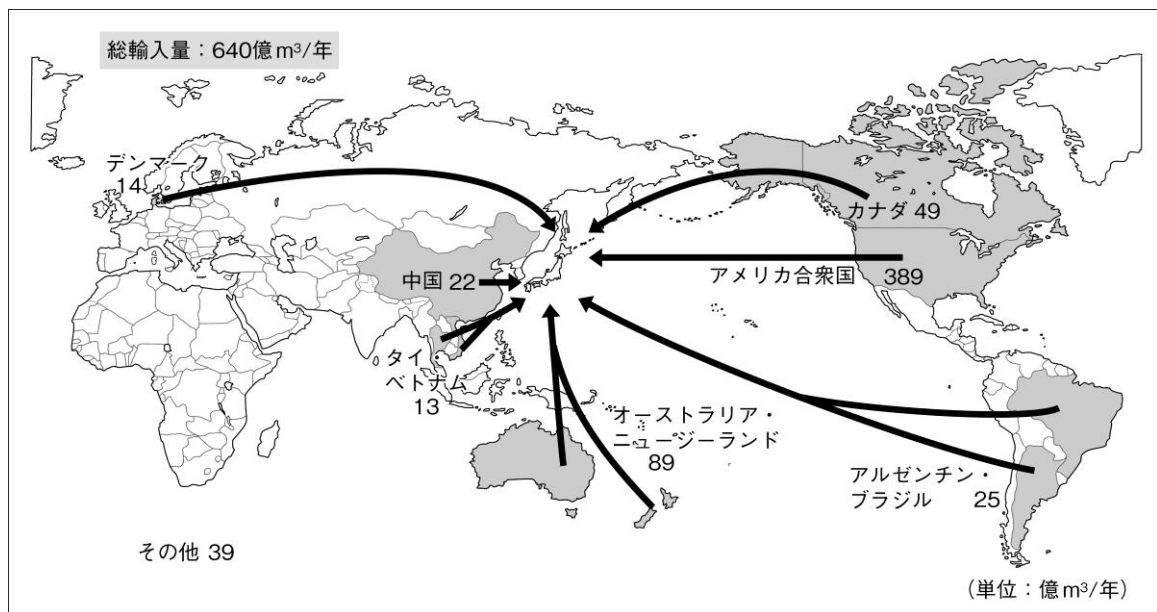 総輸入量：640億m³/年
デンマーク
14
カナダ 49
中国 22
アメリカ合衆国 389
タイ・
ベトナム
13
オーストラリア・
ニュージーランド
89
アルゼンチン・
ブラジル 25
その他 39
(単位：億m³/年)